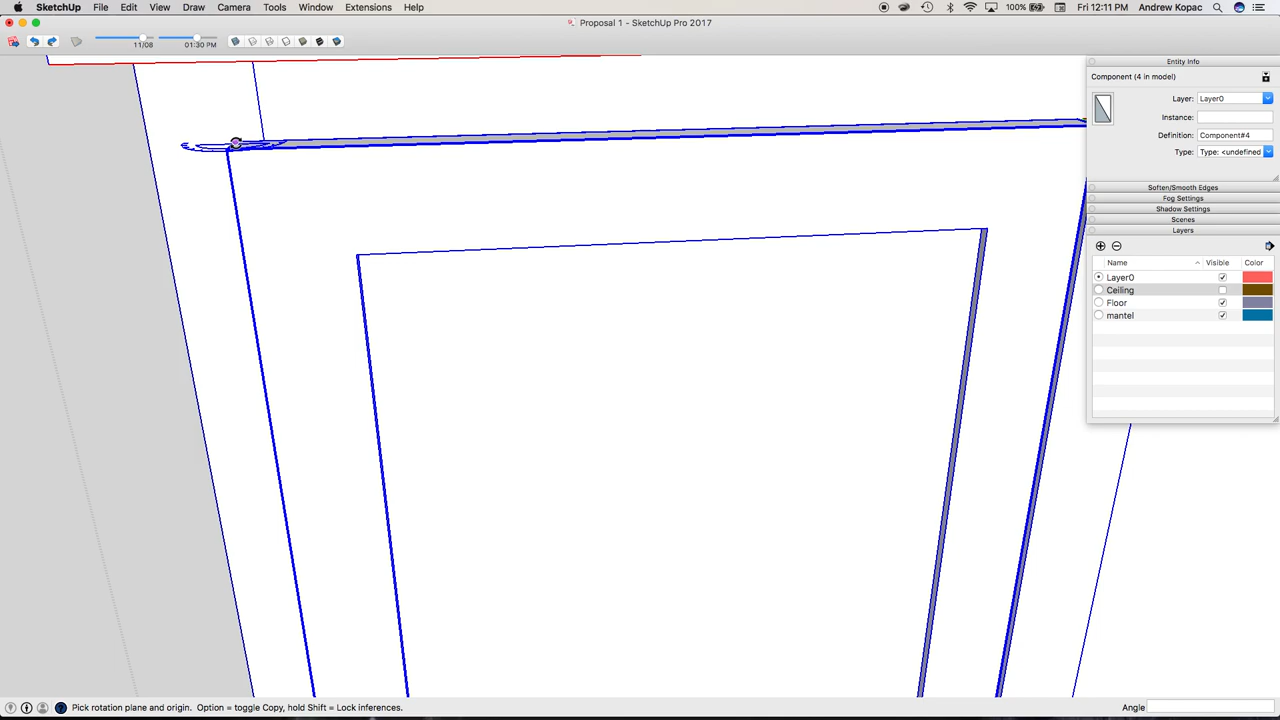 SketchUp File Edit View Draw Camera Tools Window Extensions Help 100% Fri 12:11 PM Andrew Kopac
Proposal 1 - SketchUp Pro 2017
11/08 01:30 PM
Entity Info
Component (4 in model)
Layer: Layer0
Instance:
Definition: Component#4
Type: Type: <undefined
Soften/Smooth Edges
Fog Settings
Shadow Settings
Scenes
Layers
Name Visible Color
Layer0
Ceiling
Floor
mantel
Pick rotation plane and origin. Option = toggle Copy, hold Shift = Lock inferences. Angle